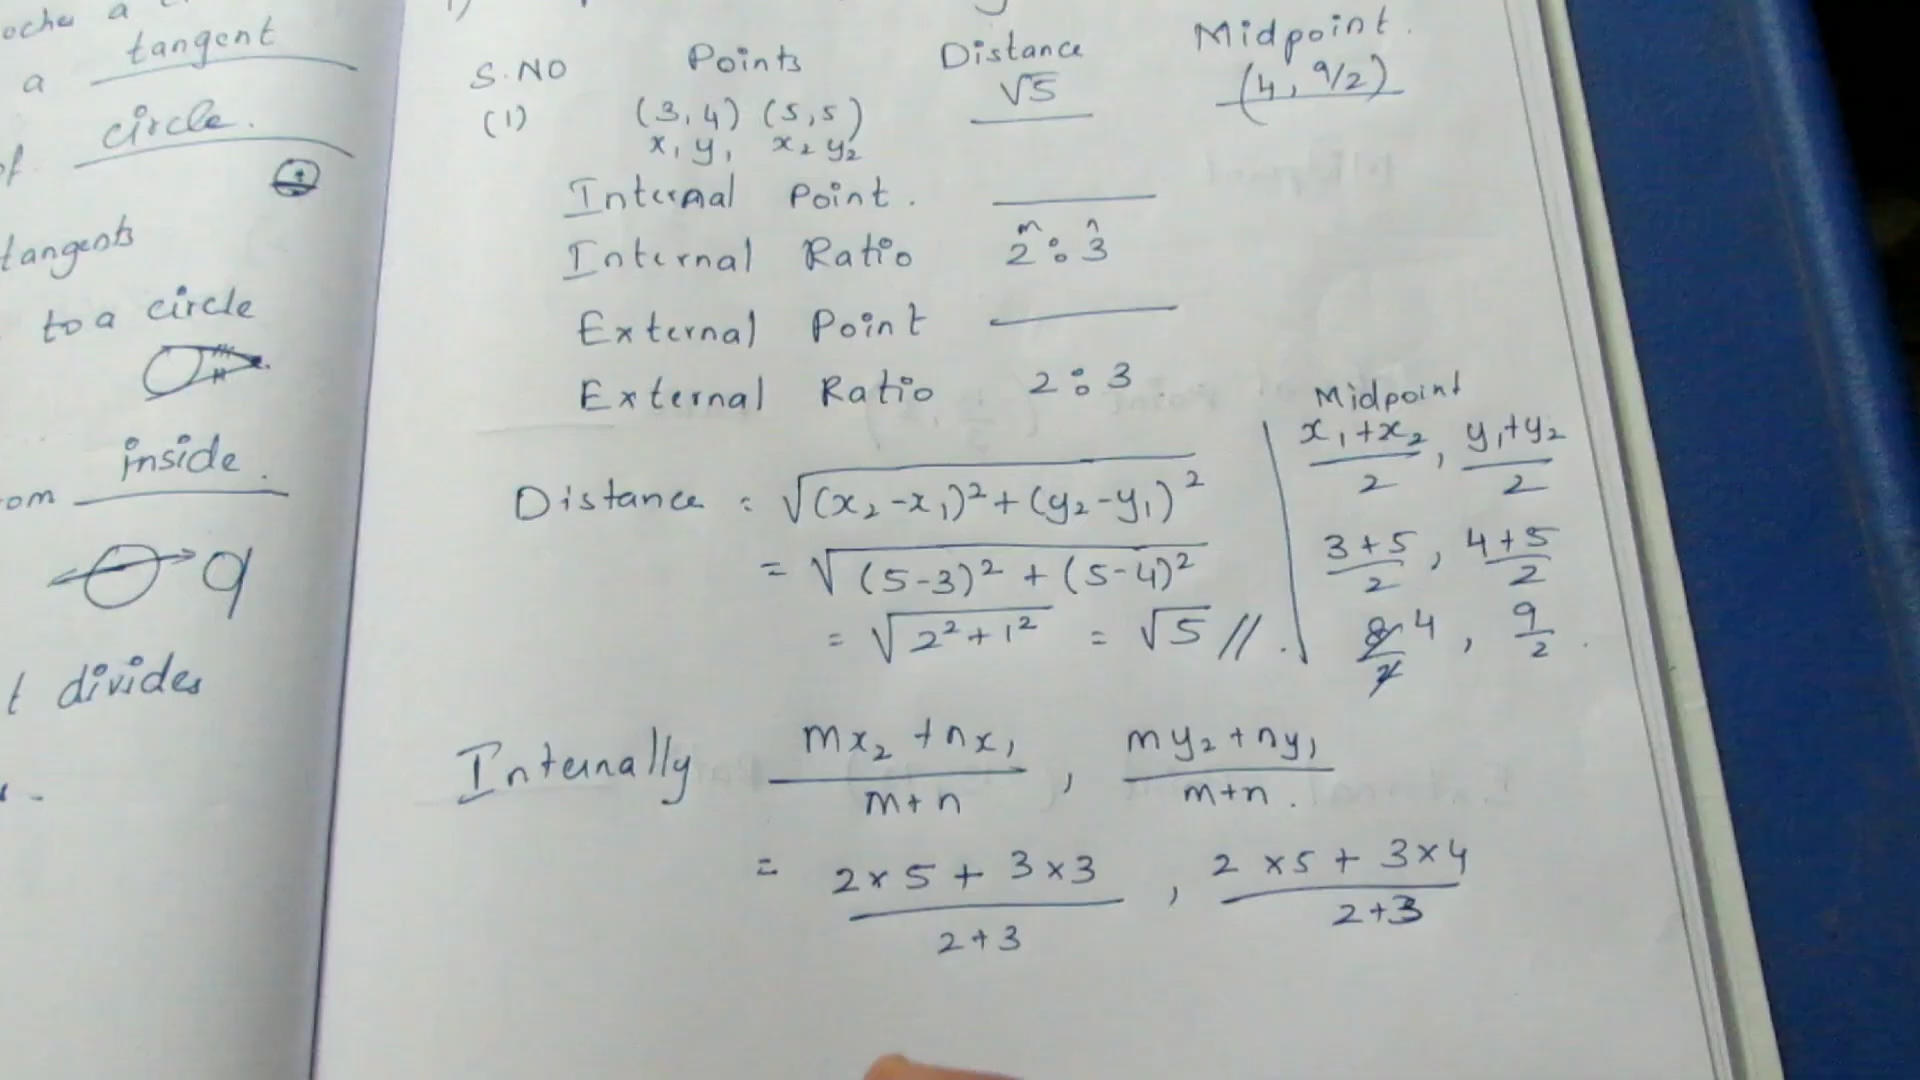 a tangent
circle.
tangents
to a circle
inside.
om
t divides
S.NO Points Distance Midpoint.
(1) (3,4) (5,5) √5 (4, 9/2)
x₁ y₁ x₂ y₂
Internal Point.
m n
Internal Ratio 2:3
External Point
External Ratio 2:3
Distance = √(x₂-x₁)²+(y₂-y₁)²
= √(5-3)²+(5-4)²
= √2²+1² = √5 //.
Midpoint
x₁+x₂/2, y₁+y₂/2
3+5/2, 4+5/2
8/2 4, 9/2.
Internally mx₂+nx₁/m+n, my₂+ny₁/m+n.
= 2×5+3×3/2+3, 2×5+3×4/2+3